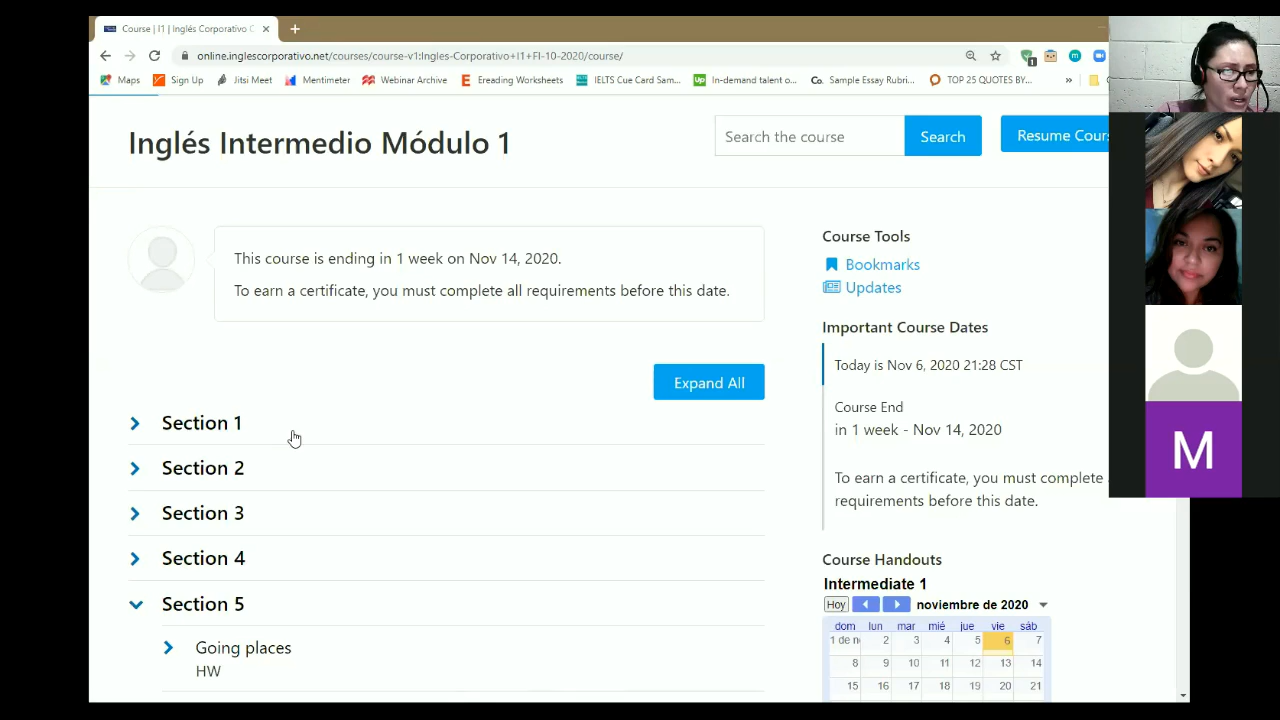 Course | I1 | Inglés Corporativo C
online.inglescorporativo.net/courses/course-v1:Ingles-Corporativo+I1+FI-10-2020/course/
Maps Sign Up Jitsi Meet Mentimeter Webinar Archive Ereading Worksheets IELTS Cue Card Sam... In-demand talent o... Sample Essay Rubri... TOP 25 QUOTES BY... »
Inglés Intermedio Módulo 1
Search the course
Search
Resume Cour
This course is ending in 1 week on Nov 14, 2020.
To earn a certificate, you must complete all requirements before this date.
Expand All
Section 1
Section 2
Section 3
Section 4
Section 5
Going places
HW
Course Tools
Bookmarks
Updates
Important Course Dates
Today is Nov 6, 2020 21:28 CST
Course End
in 1 week - Nov 14, 2020
To earn a certificate, you must complete
requirements before this date.
Course Handouts
Intermediate 1
Hoy noviembre de 2020
dom lun mar mié jue vie sáb
1 de n 2 3 4 5 6 7
8 9 10 11 12 13 14
15 16 17 18 19 20 21
M